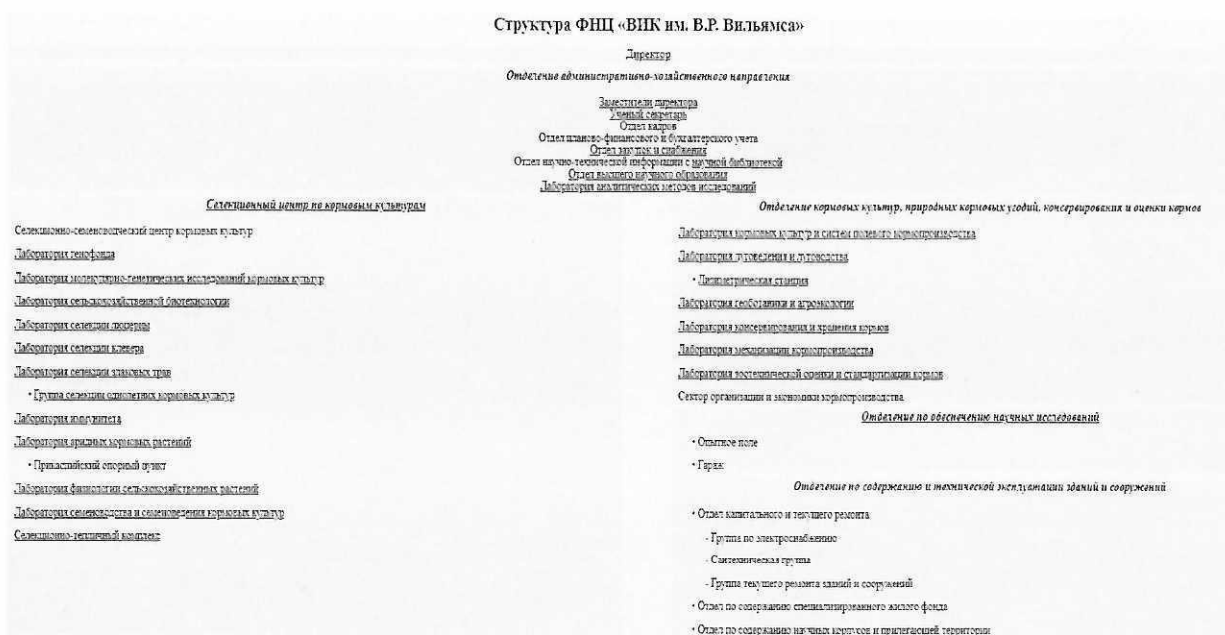 Структура ФНЦ «ВИК им. В.Р. Вильямса»
Директор
Отделение административно-хозяйственного направления
Заместители директора
Ученый секретарь
Отдел кадров
Отдел планово-финансового и бухгалтерского учета
Отдел закупок и снабжения
Отдел научно-технической информации с научной библиотекой
Отдел высшего научного образования
Лаборатория аналитических методов исследований
Селекционный центр по кормовым культурам
Селекционно-семеноводческий центр кормовых культур
Лаборатория генофонда
Лаборатория молекулярно-генетических исследований кормовых культур
Лаборатория сельскохозяйственной биотехнологии
Лаборатория селекции люцерны
Лаборатория селекции клевера
Лаборатория селекции злаковых трав
• Группа селекции однолетних кормовых культур
Лаборатория иммунитета
Лаборатория аридных кормовых растений
• Прикаспийский опорный пункт
Лаборатория физиологии сельскохозяйственных растений
Лаборатория семеноводства и семеноведения кормовых культур
Селекционно-тепличный комплекс
Отделение кормовых культур, природных кормовых угодий, консервирования и оценки кормов
Лаборатория кормовых культур и систем полевого кормопроизводства
Лаборатория луговедения и луговодства
• Лизиметрическая станция
Лаборатория геоботаники и агроэкологии
Лаборатория консервирования и хранения кормов
Лаборатория механизации кормопроизводства
Лаборатория зоотехнической оценки и стандартизации кормов
Сектор организации и экономики кормопроизводства
Отделение по обеспечению научных исследований
• Опытное поле
• Гараж
Отделение по содержанию и технической эксплуатации зданий и сооружений
• Отдел капитального и текущего ремонта
- Группа по электроснабжению
- Сантехническая группа
- Группа текущего ремонта зданий и сооружений
• Отдел по содержанию специализированного жилого фонда
• Отдел по содержанию научных корпусов и прилегающей территории